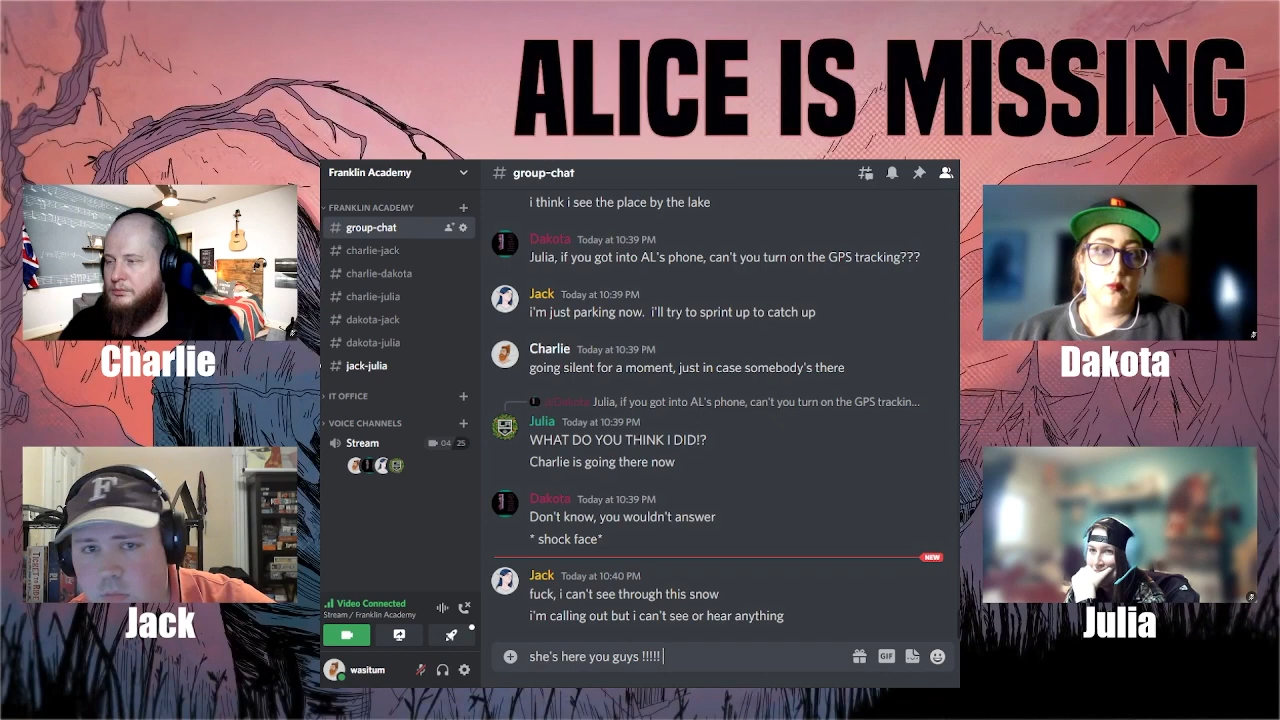 ALICE IS MISSING
Franklin Academy
FRANKLIN ACADEMY
# group-chat
# charlie-jack
# charlie-dakota
# charlie-julia
# dakota-jack
# dakota-julia
# jack-julia
IT OFFICE
VOICE CHANNELS
Stream
04 25
Video Connected
Stream / Franklin Academy
wasitum
# group-chat
i think i see the place by the lake
Dakota Today at 10:39 PM
Julia, if you got into AL's phone, can't you turn on the GPS tracking???
Jack Today at 10:39 PM
i'm just parking now.  i'll try to sprint up to catch up
Charlie Today at 10:39 PM
going silent for a moment, just in case somebody's there
Julia, if you got into AL's phone, can't you turn on the GPS trackin...
Julia Today at 10:39 PM
WHAT DO YOU THINK I DID!?
Charlie is going there now
Dakota Today at 10:39 PM
Don't know, you wouldn't answer
* shock face*
NEW
Jack Today at 10:40 PM
fuck, i can't see through this snow
i'm calling out but i can't see or hear anything
she's here you guys !!!!!
GIF
Charlie
Dakota
F
TICKET TO RIDE
Jack
Julia